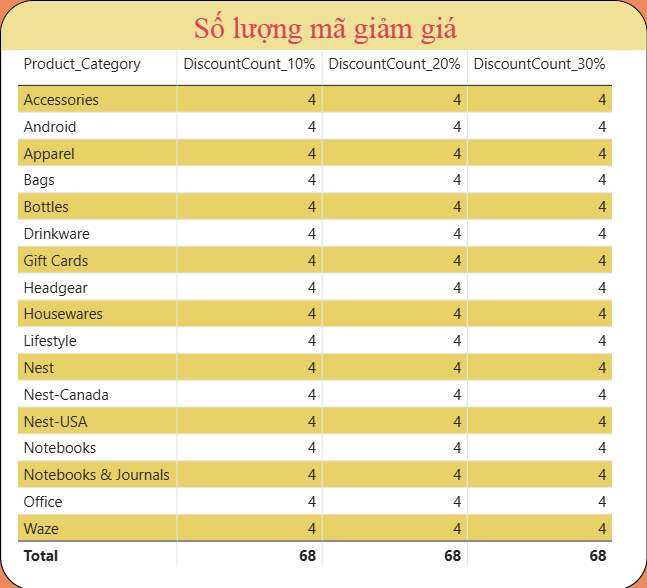 Số lượng mã giảm giá
Product_Category DiscountCount_10% DiscountCount_20% DiscountCount_30%
Accessories 4 4 4
Android 4 4 4
Apparel 4 4 4
Bags 4 4 4
Bottles 4 4 4
Drinkware 4 4 4
Gift Cards 4 4 4
Headgear 4 4 4
Housewares 4 4 4
Lifestyle 4 4 4
Nest 4 4 4
Nest-Canada 4 4 4
Nest-USA 4 4 4
Notebooks 4 4 4
Notebooks & Journals 4 4 4
Office 4 4 4
Waze 4 4 4
Total 68 68 68